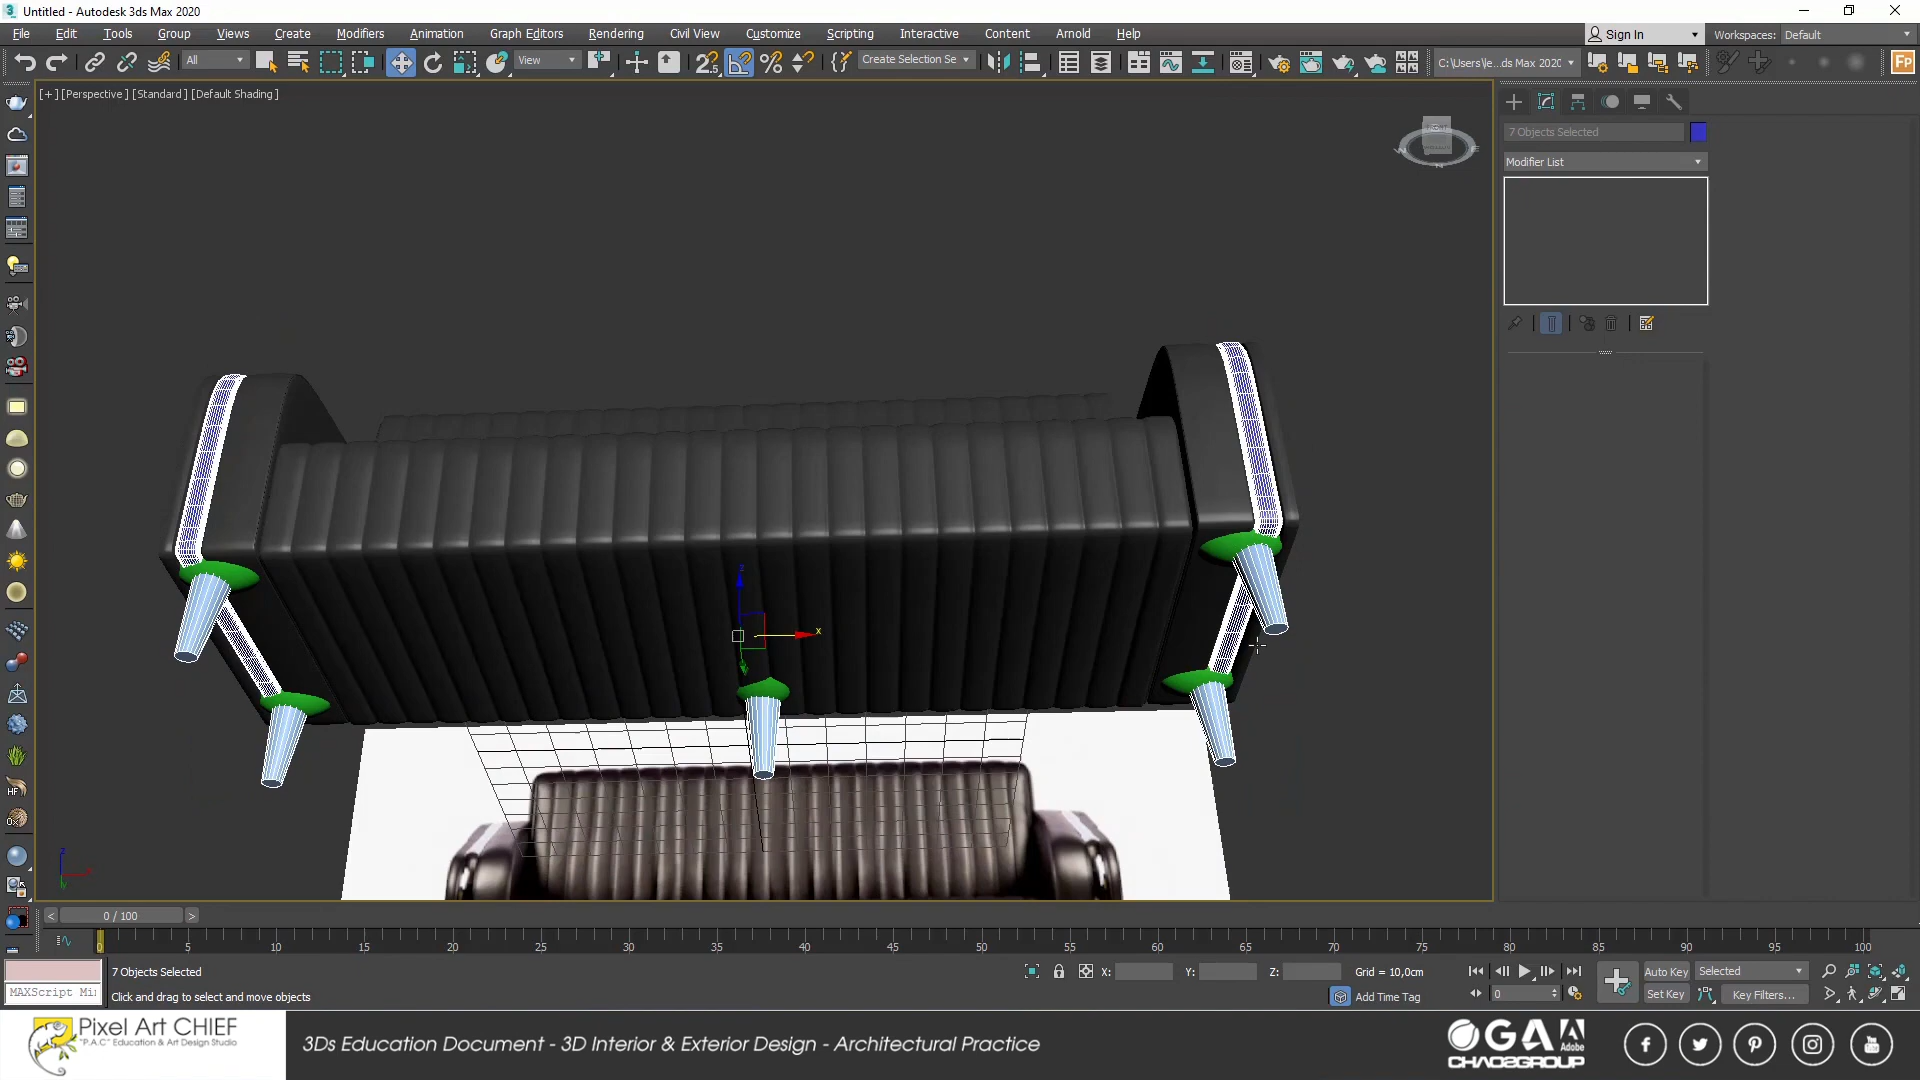 Untitled - Autodesk 3ds Max 2020
File Edit Tools Group Views Create Modifiers Animation Graph Editors Rendering Civil View Customize Scripting Interactive Content Arnold Help
Sign In Workspaces: Default
All View Create Selection Se C:\Users\le...ds Max 2020
[+] [Perspective] [Standard] [Default Shading]
7 Objects Selected
Modifier List
z
x
z
0 / 100
0 5 10 15 20 25 30 35 40 45 50 55 60 65 70 75 80 85 90 95 100
7 Objects Selected
X: Y: Z: Grid = 10,0cm
Auto Key Selected
MAXScript Mi
Click and drag to select and move objects
Add Time Tag
0
Set Key Key Filters...
Pixel Art CHIEF
"P.A.C" Education & Art Design Studio
3Ds Education Document - 3D Interior & Exterior Design - Architectural Practice
GA Adobe
CHAOSGROUP